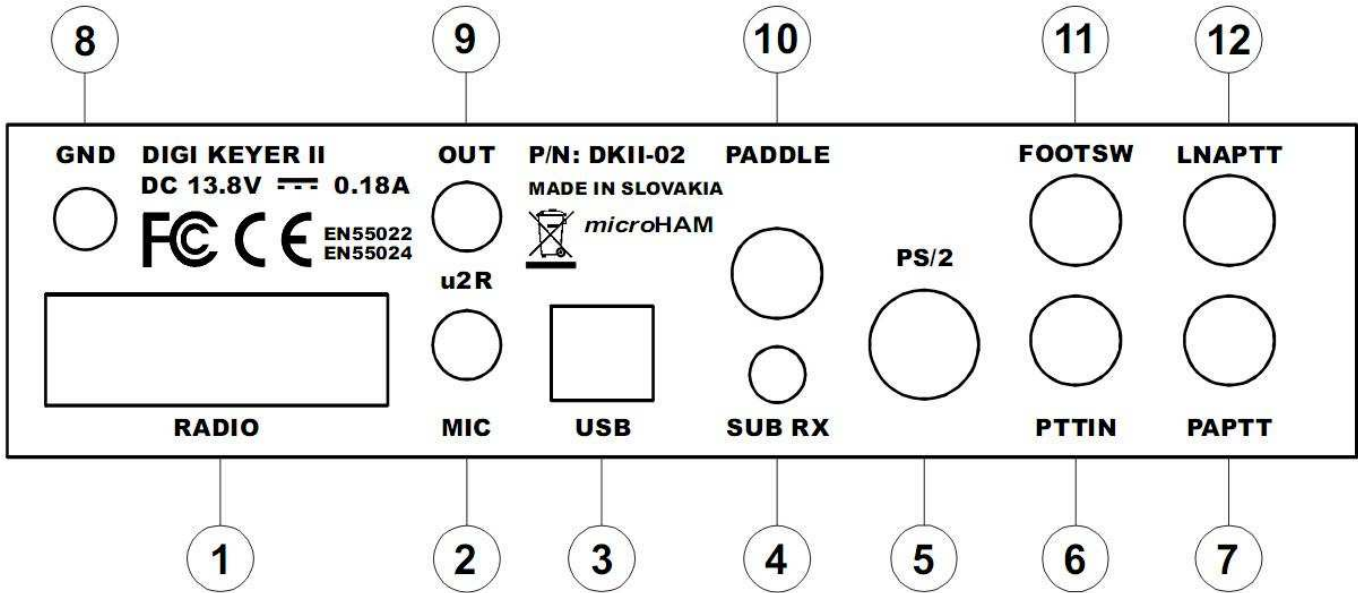 8 9 10 11 12
GND DIGI KEYER II OUT P/N: DKII-02 PADDLE FOOTSW LNAPTT
DC 13.8V 0.18A MADE IN SLOVAKIA
FC CE EN55022 microHAM
EN55024
u2R PS/2
RADIO MIC USB SUB RX PTTIN PAPTT
1 2 3 4 5 6 7